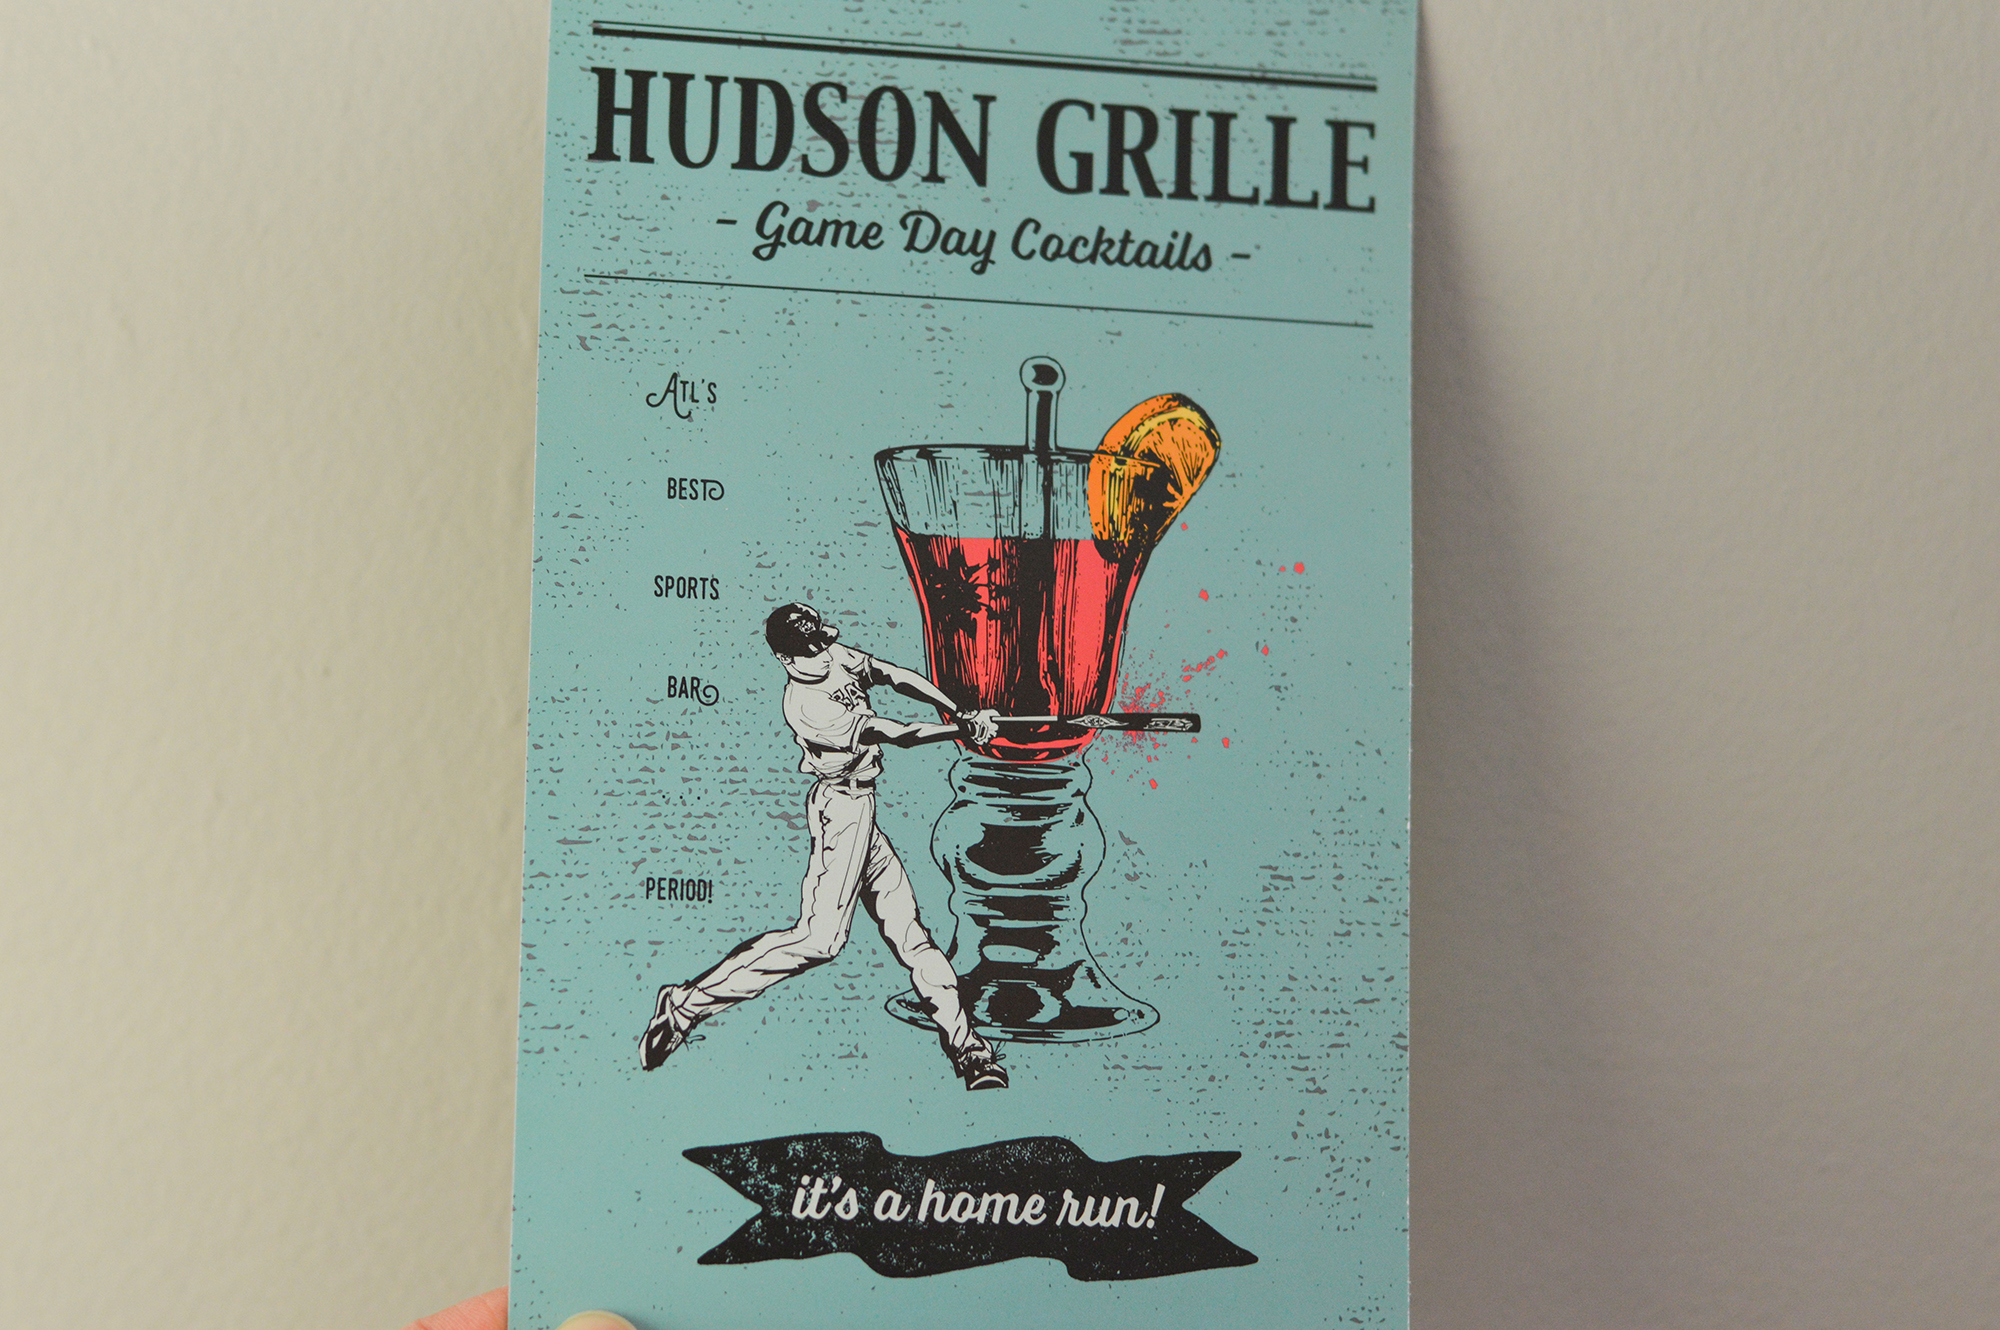 HUDSON GRILLE
- Game Day Cocktails -
ATL'S
BEST
SPORTS
BAR
...
PERIOD!
it's a home run!